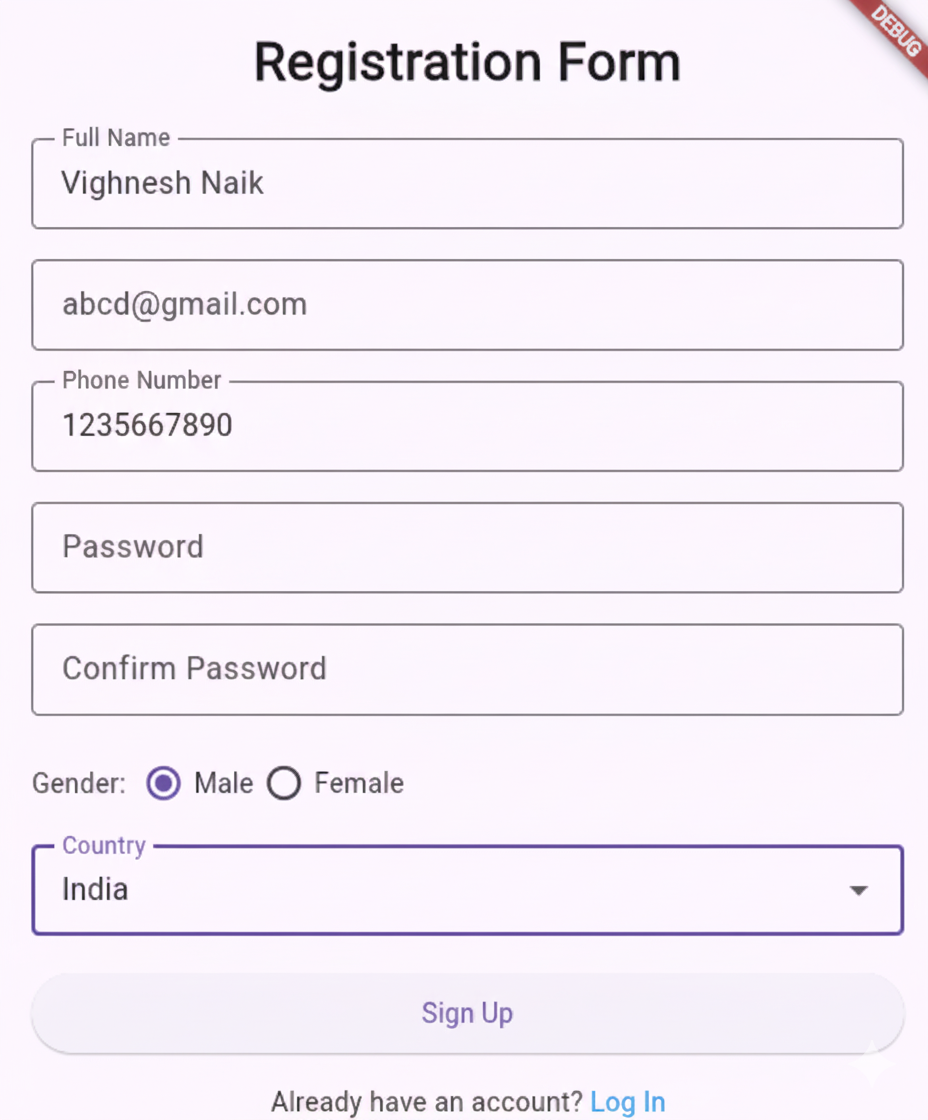 DEBUG
Registration Form
Full Name
Vighnesh Naik
abcd@gmail.com
Phone Number
1235667890
Password
Confirm Password
Gender: Male Female
Country
India
Sign Up
Already have an account? Log In